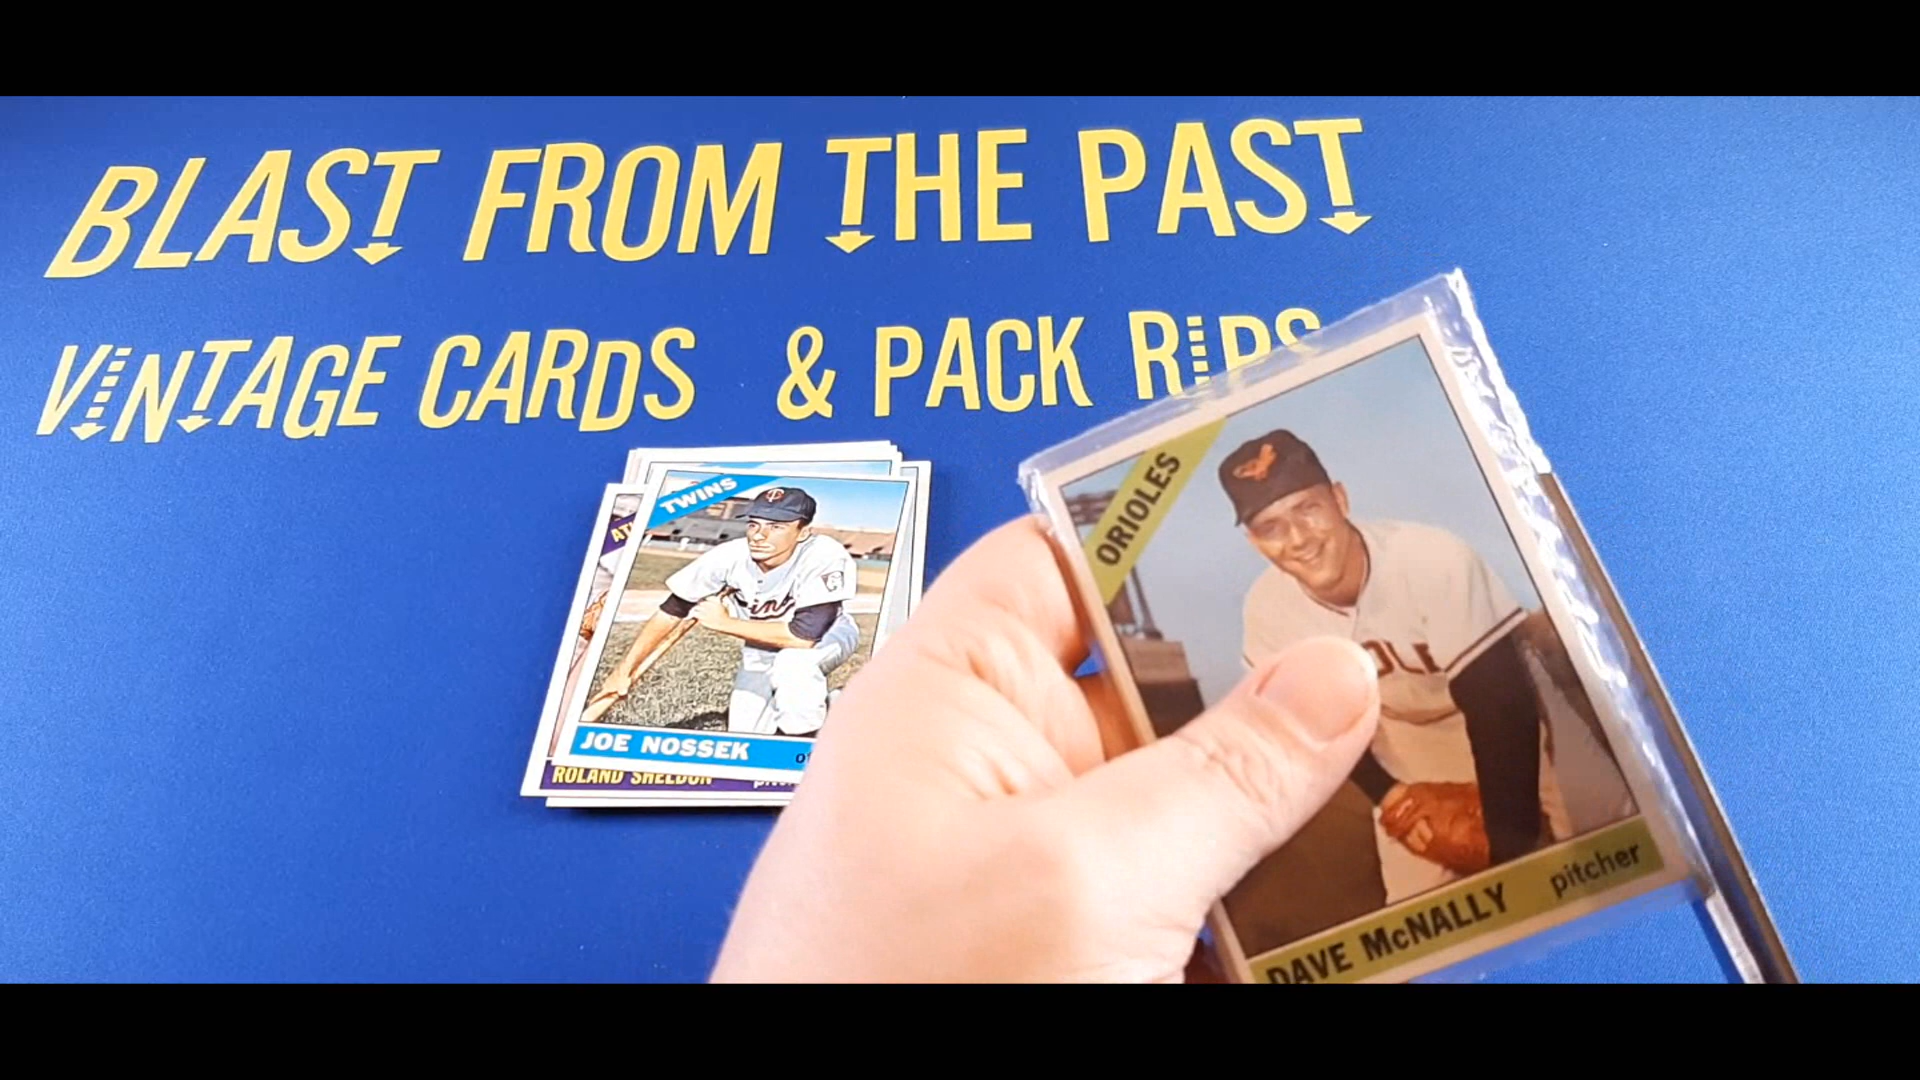 BLAST FROM THE PAST
VINTAGE CARDS & PACK RIPS
TWINS
JOE NOSSEK
ROLAND SHELDON
ORIOLES
DAVE McNALLY pitcher